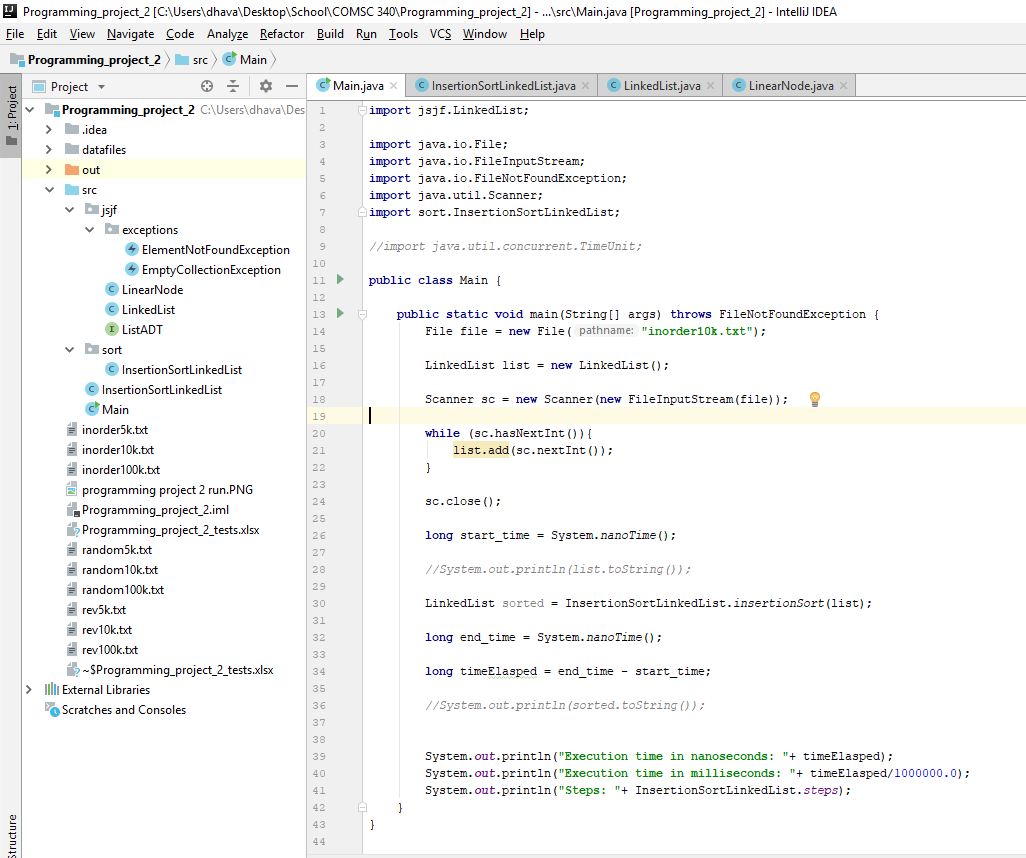 Programming_project_2 [C:\Users\dhava\Desktop\School\COMSC 340\Programming_project_2] - ...\src\Main.java [Programming_project_2] - IntelliJ IDEA
File Edit View Navigate Code Analyze Refactor Build Run Tools VCS Window Help
Programming_project_2 src Main
1: Project
Project
Main.java InsertionSortLinkedList.java LinkedList.java LinearNode.java
Programming_project_2 C:\Users\dhava\Des
.idea
datafiles
out
src
jsjf
exceptions
ElementNotFoundException
EmptyCollectionException
LinearNode
LinkedList
ListADT
sort
InsertionSortLinkedList
InsertionSortLinkedList
Main
inorder5k.txt
inorder10k.txt
inorder100k.txt
programming project 2 run.PNG
Programming_project_2.iml
Programming_project_2_tests.xlsx
random5k.txt
random10k.txt
random100k.txt
rev5k.txt
rev10k.txt
rev100k.txt
~$Programming_project_2_tests.xlsx
External Libraries
Scratches and Consoles
Structure
1 import jsjf.LinkedList;
2
3 import java.io.File;
4 import java.io.FileInputStream;
5 import java.io.FileNotFoundException;
6 import java.util.Scanner;
7 import sort.InsertionSortLinkedList;
8
9 //import java.util.concurrent.TimeUnit;
10
11 public class Main {
12
13 public static void main(String[] args) throws FileNotFoundException {
14 File file = new File( pathname: "inorder10k.txt");
15
16 LinkedList list = new LinkedList();
17
18 Scanner sc = new Scanner(new FileInputStream(file));
19
20 while (sc.hasNextInt()){
21 list.add(sc.nextInt());
22 }
23
24 sc.close();
25
26 long start_time = System.nanoTime();
27
28 //System.out.println(list.toString());
29
30 LinkedList sorted = InsertionSortLinkedList.insertionSort(list);
31
32 long end_time = System.nanoTime();
33
34 long timeElasped = end_time - start_time;
35
36 //System.out.println(sorted.toString());
37
38
39 System.out.println("Execution time in nanoseconds: "+ timeElasped);
40 System.out.println("Execution time in milliseconds: "+ timeElasped/1000000.0);
41 System.out.println("Steps: "+ InsertionSortLinkedList.steps);
42 }
43 }
44